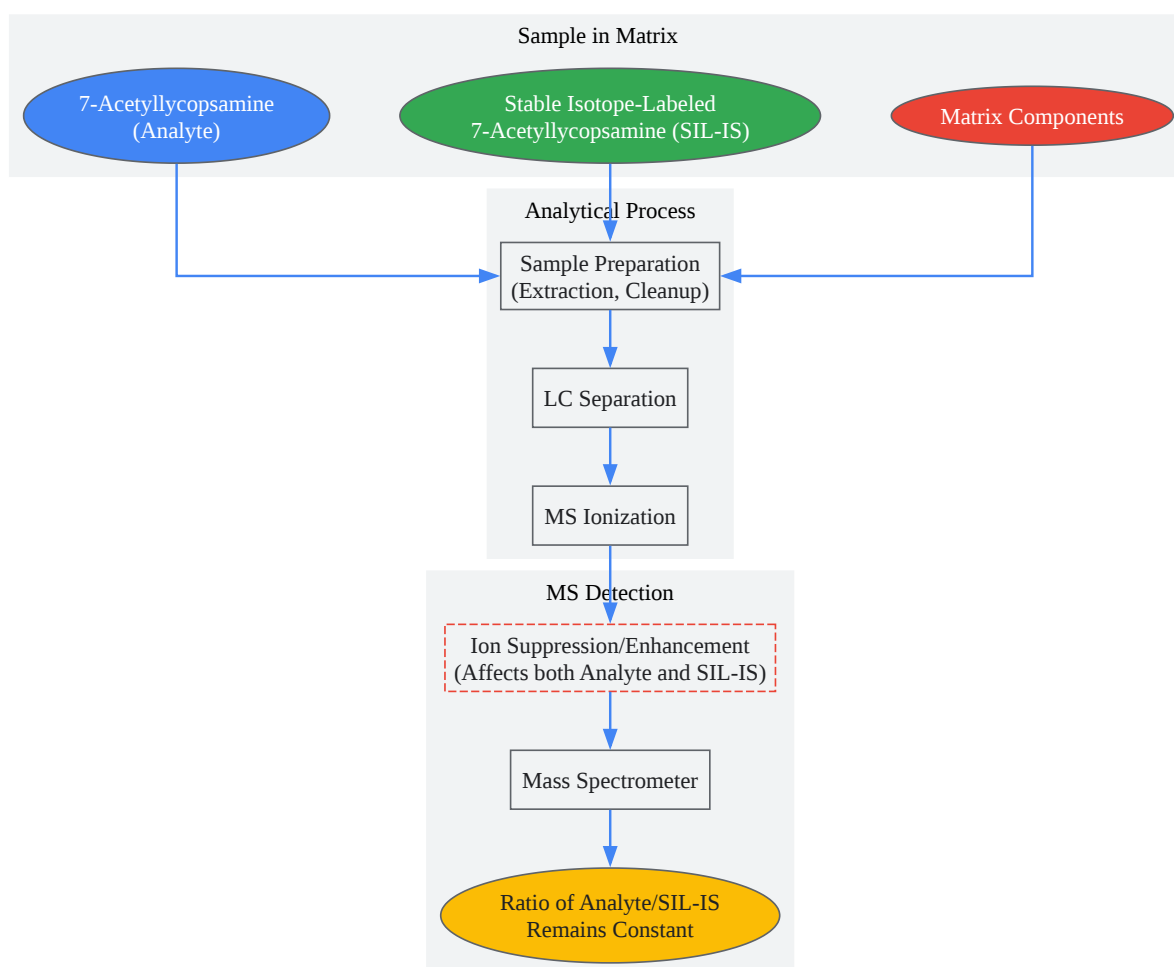 Sample in Matrix
7-Acetyllycopsamine
(Analyte)
Stable Isotope-Labeled
7-Acetyllycopsamine (SIL-IS)
Matrix Components
Analytical Process
Sample Preparation
(Extraction, Cleanup)
LC Separation
MS Ionization
MS Detection
Ion Suppression/Enhancement
(Affects both Analyte and SIL-IS)
Mass Spectrometer
Ratio of Analyte/SIL-IS
Remains Constant